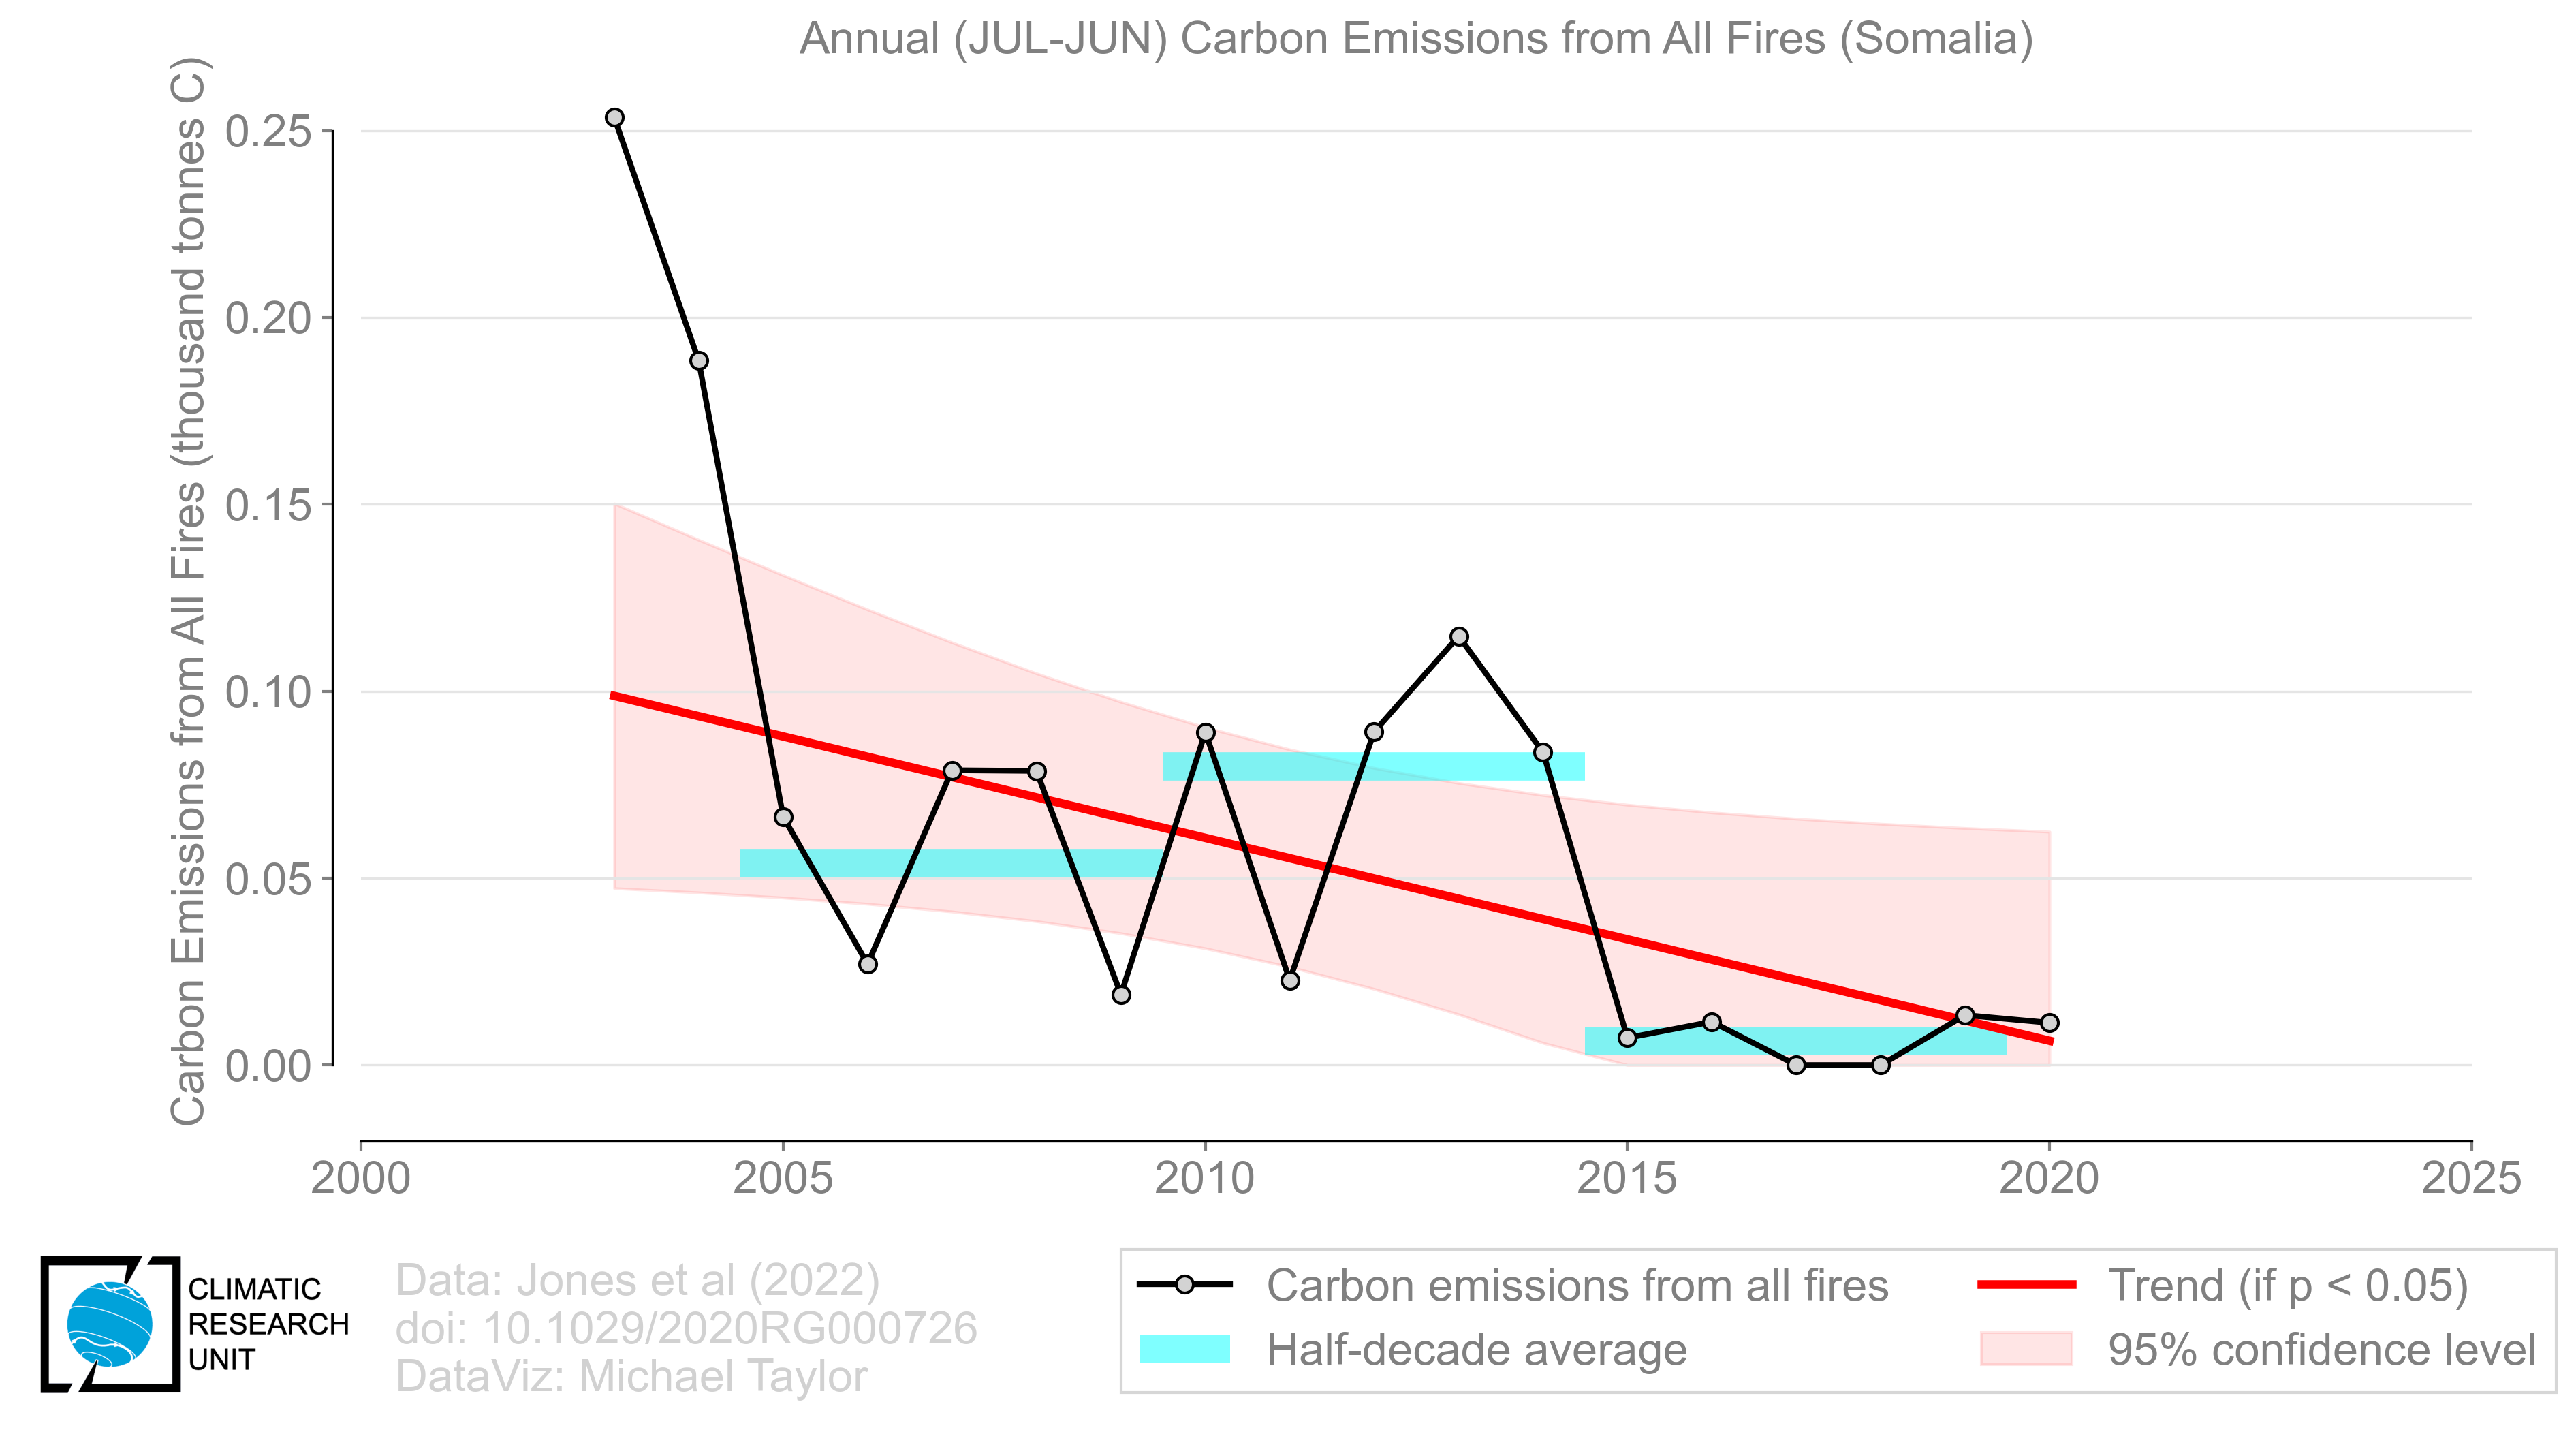 Annual (JUL-JUN) Carbon Emissions from All Fires (Somalia)
Carbon Emissions from All Fires (thousand tonnes C)
0.25
0.20
0.15
0.10
0.05
0.00
2000 2005 2010 2015 2020 2025
CLIMATIC
RESEARCH
UNIT
Data: Jones et al (2022)
doi: 10.1029/2020RG000726
DataViz: Michael Taylor
Carbon emissions from all fires
Half-decade average
Trend (if p < 0.05)
95% confidence level